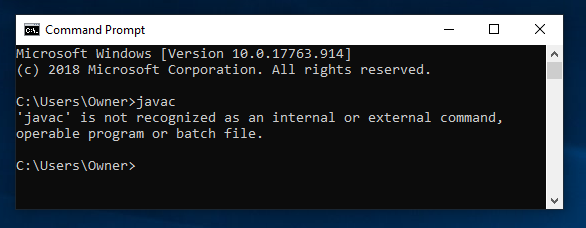 Command Prompt
Microsoft Windows [Version 10.0.17763.914]
(c) 2018 Microsoft Corporation. All rights reserved.
C:\Users\Owner>javac
'javac' is not recognized as an internal or external command,
operable program or batch file.
C:\Users\Owner>